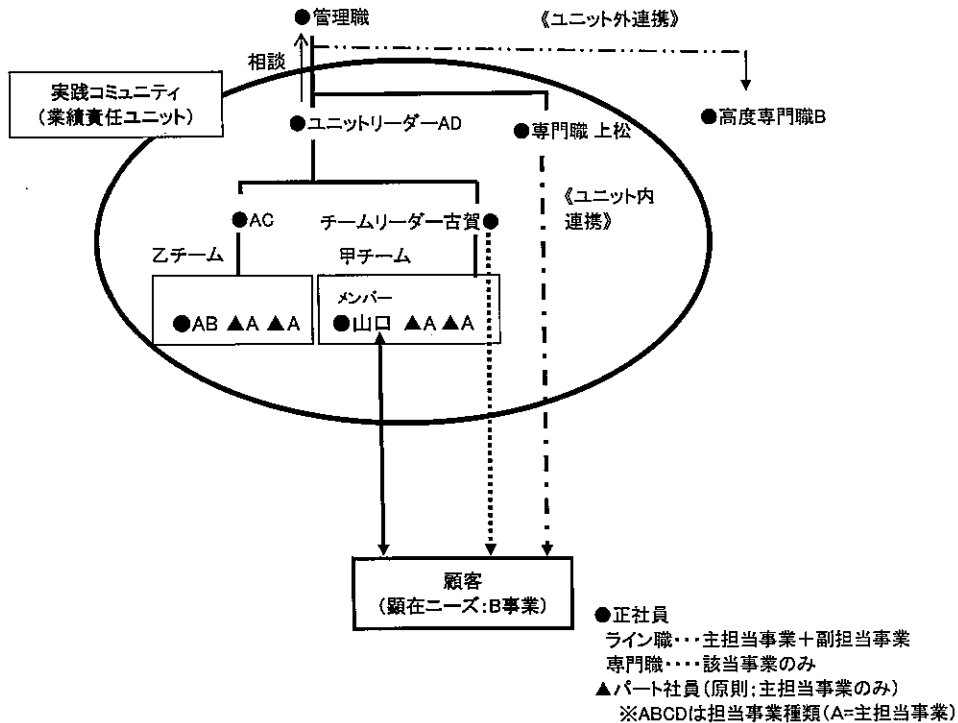 ●管理職
《ユニット外連携》
相談
実践コミュニティ
(業績責任ユニット)
●ユニットリーダーAD
●専門職 上松
●高度専門職B
《ユニット内
連携》
●AC
チームリーダー古賀●
乙チーム
甲チーム
●AB ▲A ▲A
メンバー
●山口 ▲A ▲A
顧客
(顕在ニーズ:B事業)
●正社員
ライン職・・・主担当事業+副担当事業
専門職・・・・該当事業のみ
▲パート社員(原則;主担当事業のみ)
※ABCDは担当事業種類(A=主担当事業)